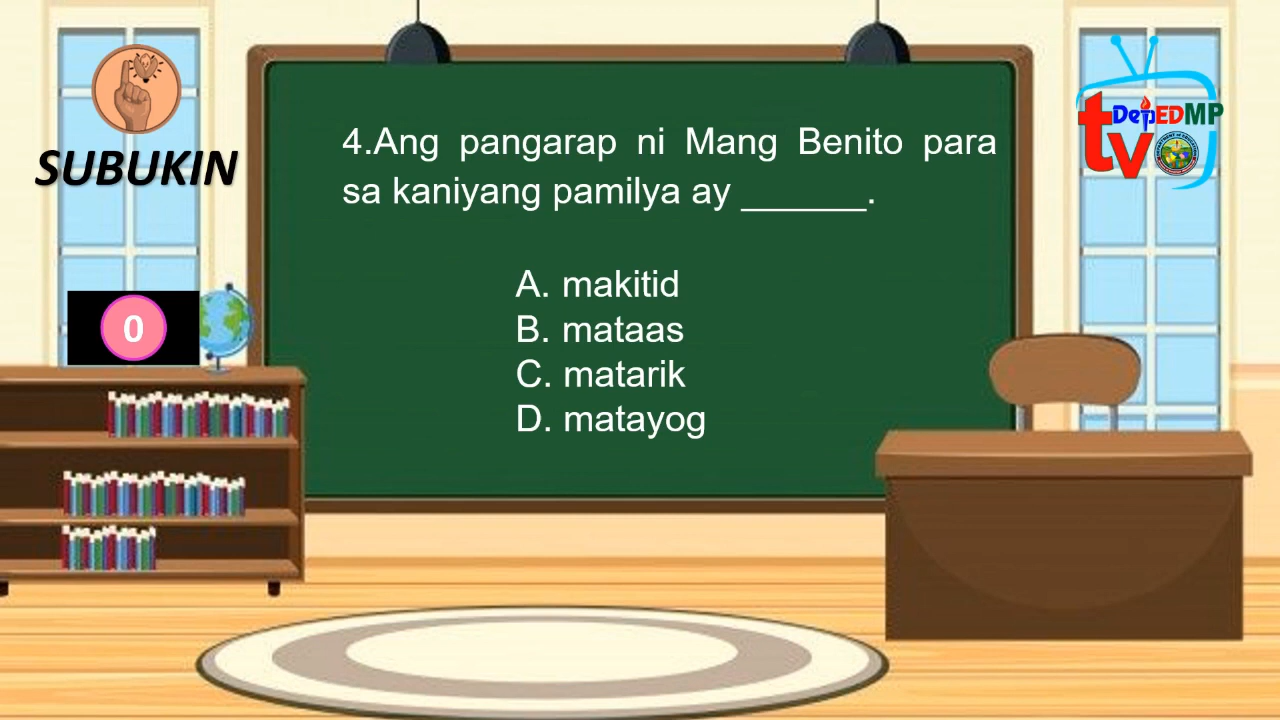 SUBUKIN
tv DepEDMP
4.Ang pangarap ni Mang Benito para
sa kaniyang pamilya ay ______.
A. makitid
B. mataas
C. matarik
D. matayog
0